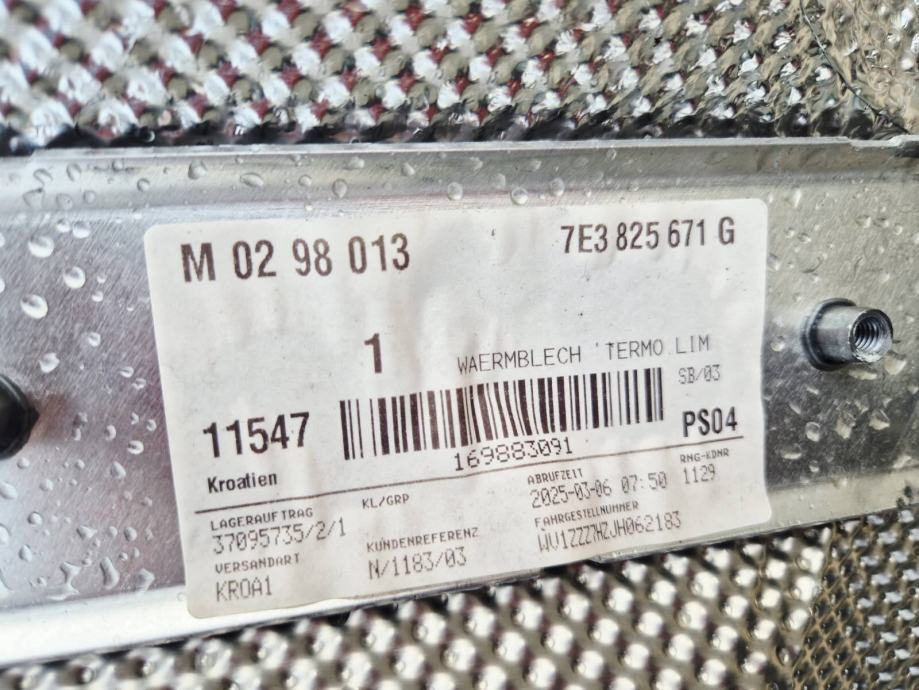 M 02 98 013
7E3 825 671 G
1
WAERMBLECH 'TERMO.LIM
SB/03
11547
PS04
169883091
Kroatien
LAGERAUFTRAG
37095735/2/1
KL/GRP
ABRUFZEIT
2025-03-06 07:50
RNG-KDNR
1129
VERSANDART
KROA1
KUNDENREFERENZ
N/1183/03
FAHRGESTELLNUMMER
WV1ZZZ7HZJH062183